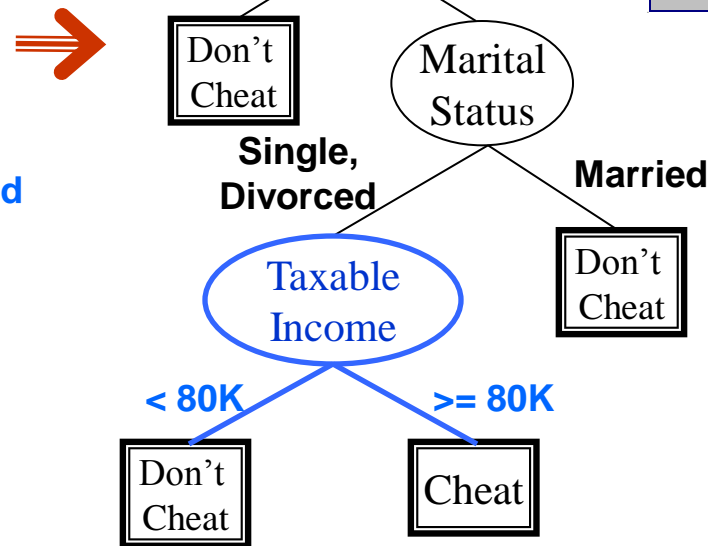 Don't
Cheat
Marital
Status
Single,
Divorced
Married
d
Taxable
Income
Don't
Cheat
< 80K
>= 80K
Don't
Cheat
Cheat